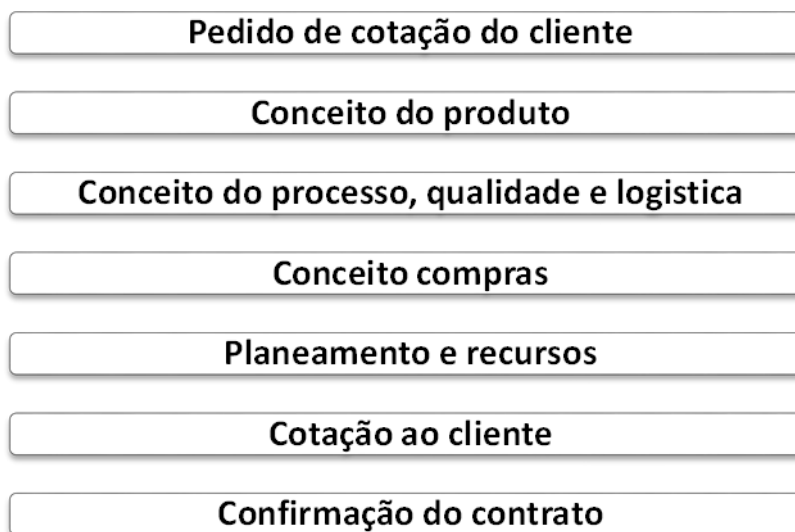 Pedido de cotação do cliente
Conceito do produto
Conceito do processo, qualidade e logistica
Conceito compras
Planeamento e recursos
Cotação ao cliente
Confirmação do contrato